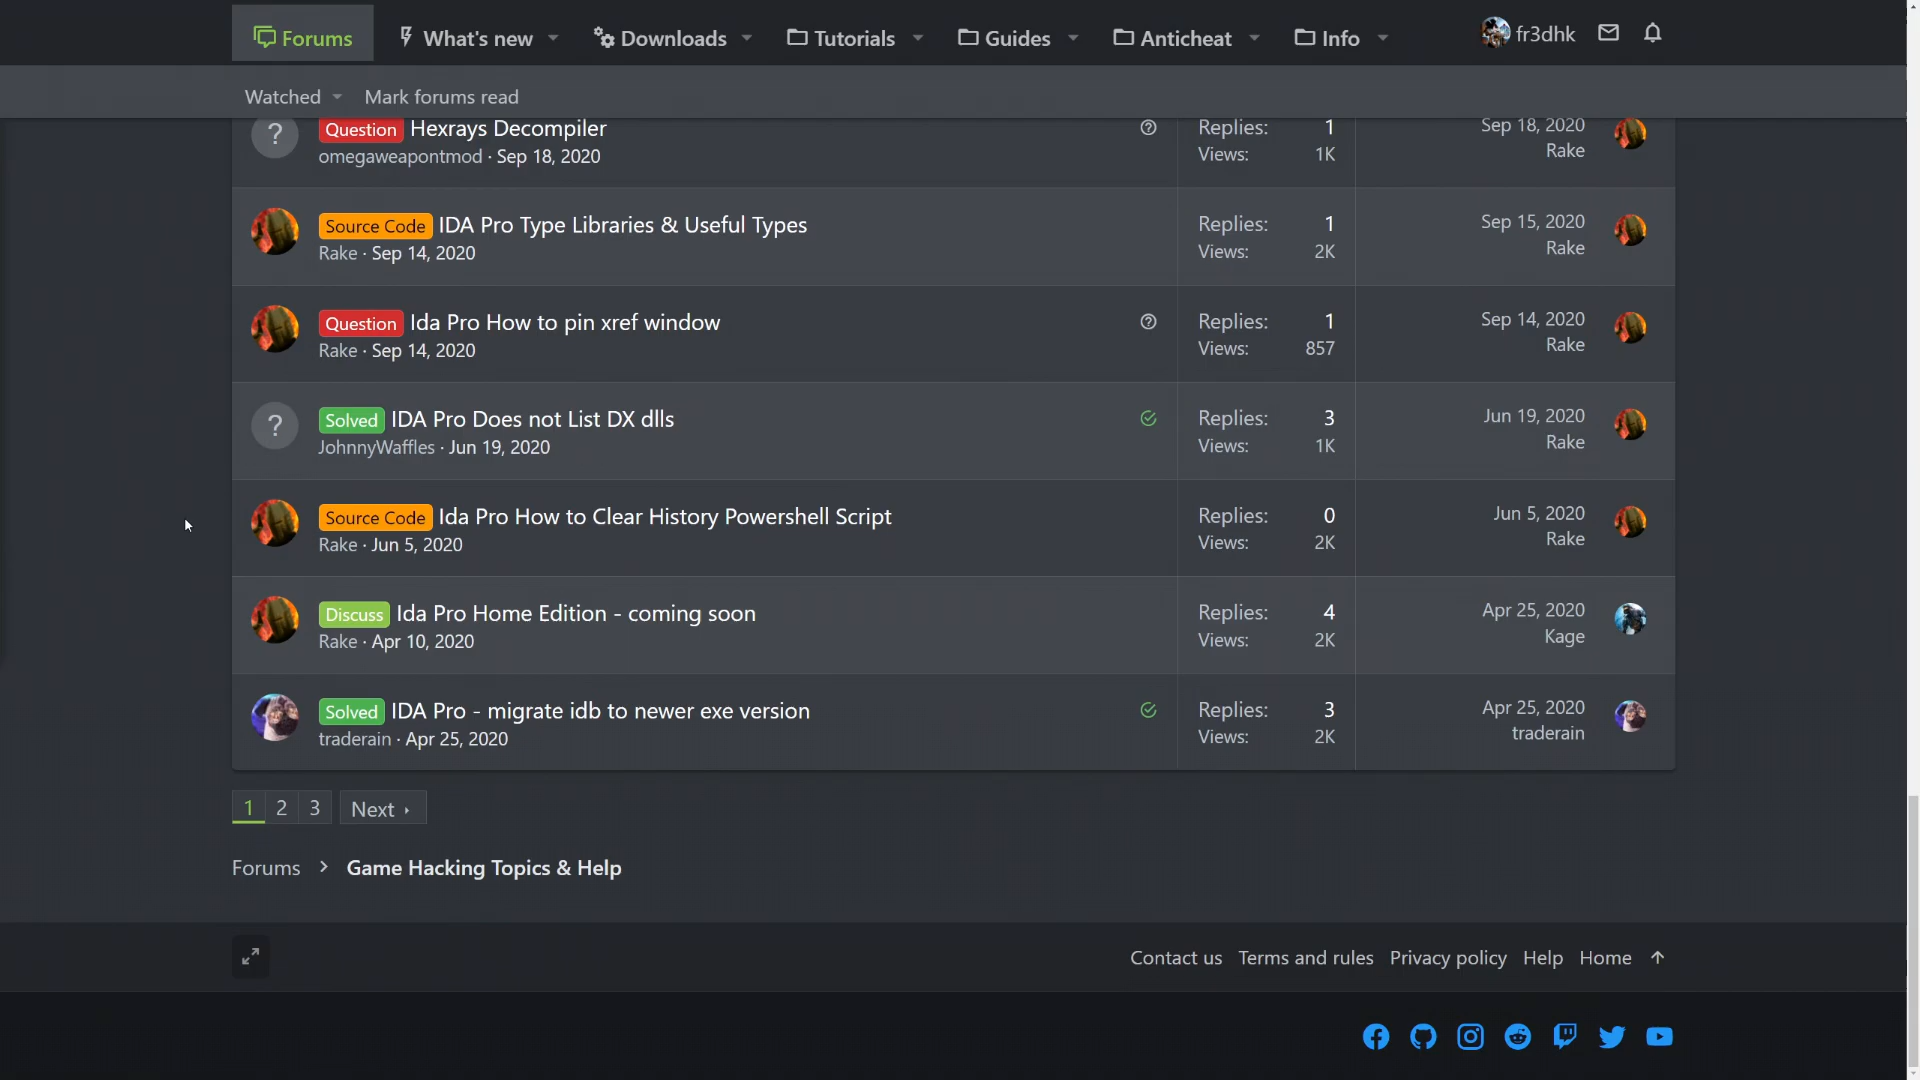 Forums What's new Downloads Tutorials Guides Anticheat Info fr3dhk
Watched Mark forums read
? Question Hexrays Decompiler Replies: 1 Sep 18, 2020
omegaweapontmod · Sep 18, 2020 Views: 1K Rake
Source Code IDA Pro Type Libraries & Useful Types Replies: 1 Sep 15, 2020
Rake · Sep 14, 2020 Views: 2K Rake
Question Ida Pro How to pin xref window Replies: 1 Sep 14, 2020
Rake · Sep 14, 2020 Views: 857 Rake
? Solved IDA Pro Does not List DX dlls Replies: 3 Jun 19, 2020
JohnnyWaffles · Jun 19, 2020 Views: 1K Rake
Source Code Ida Pro How to Clear History Powershell Script Replies: 0 Jun 5, 2020
Rake · Jun 5, 2020 Views: 2K Rake
Discuss Ida Pro Home Edition - coming soon Replies: 4 Apr 25, 2020
Rake · Apr 10, 2020 Views: 2K Kage
Solved IDA Pro - migrate idb to newer exe version Replies: 3 Apr 25, 2020
traderain · Apr 25, 2020 Views: 2K traderain
1 2 3 Next
Forums > Game Hacking Topics & Help
Contact us Terms and rules Privacy policy Help Home